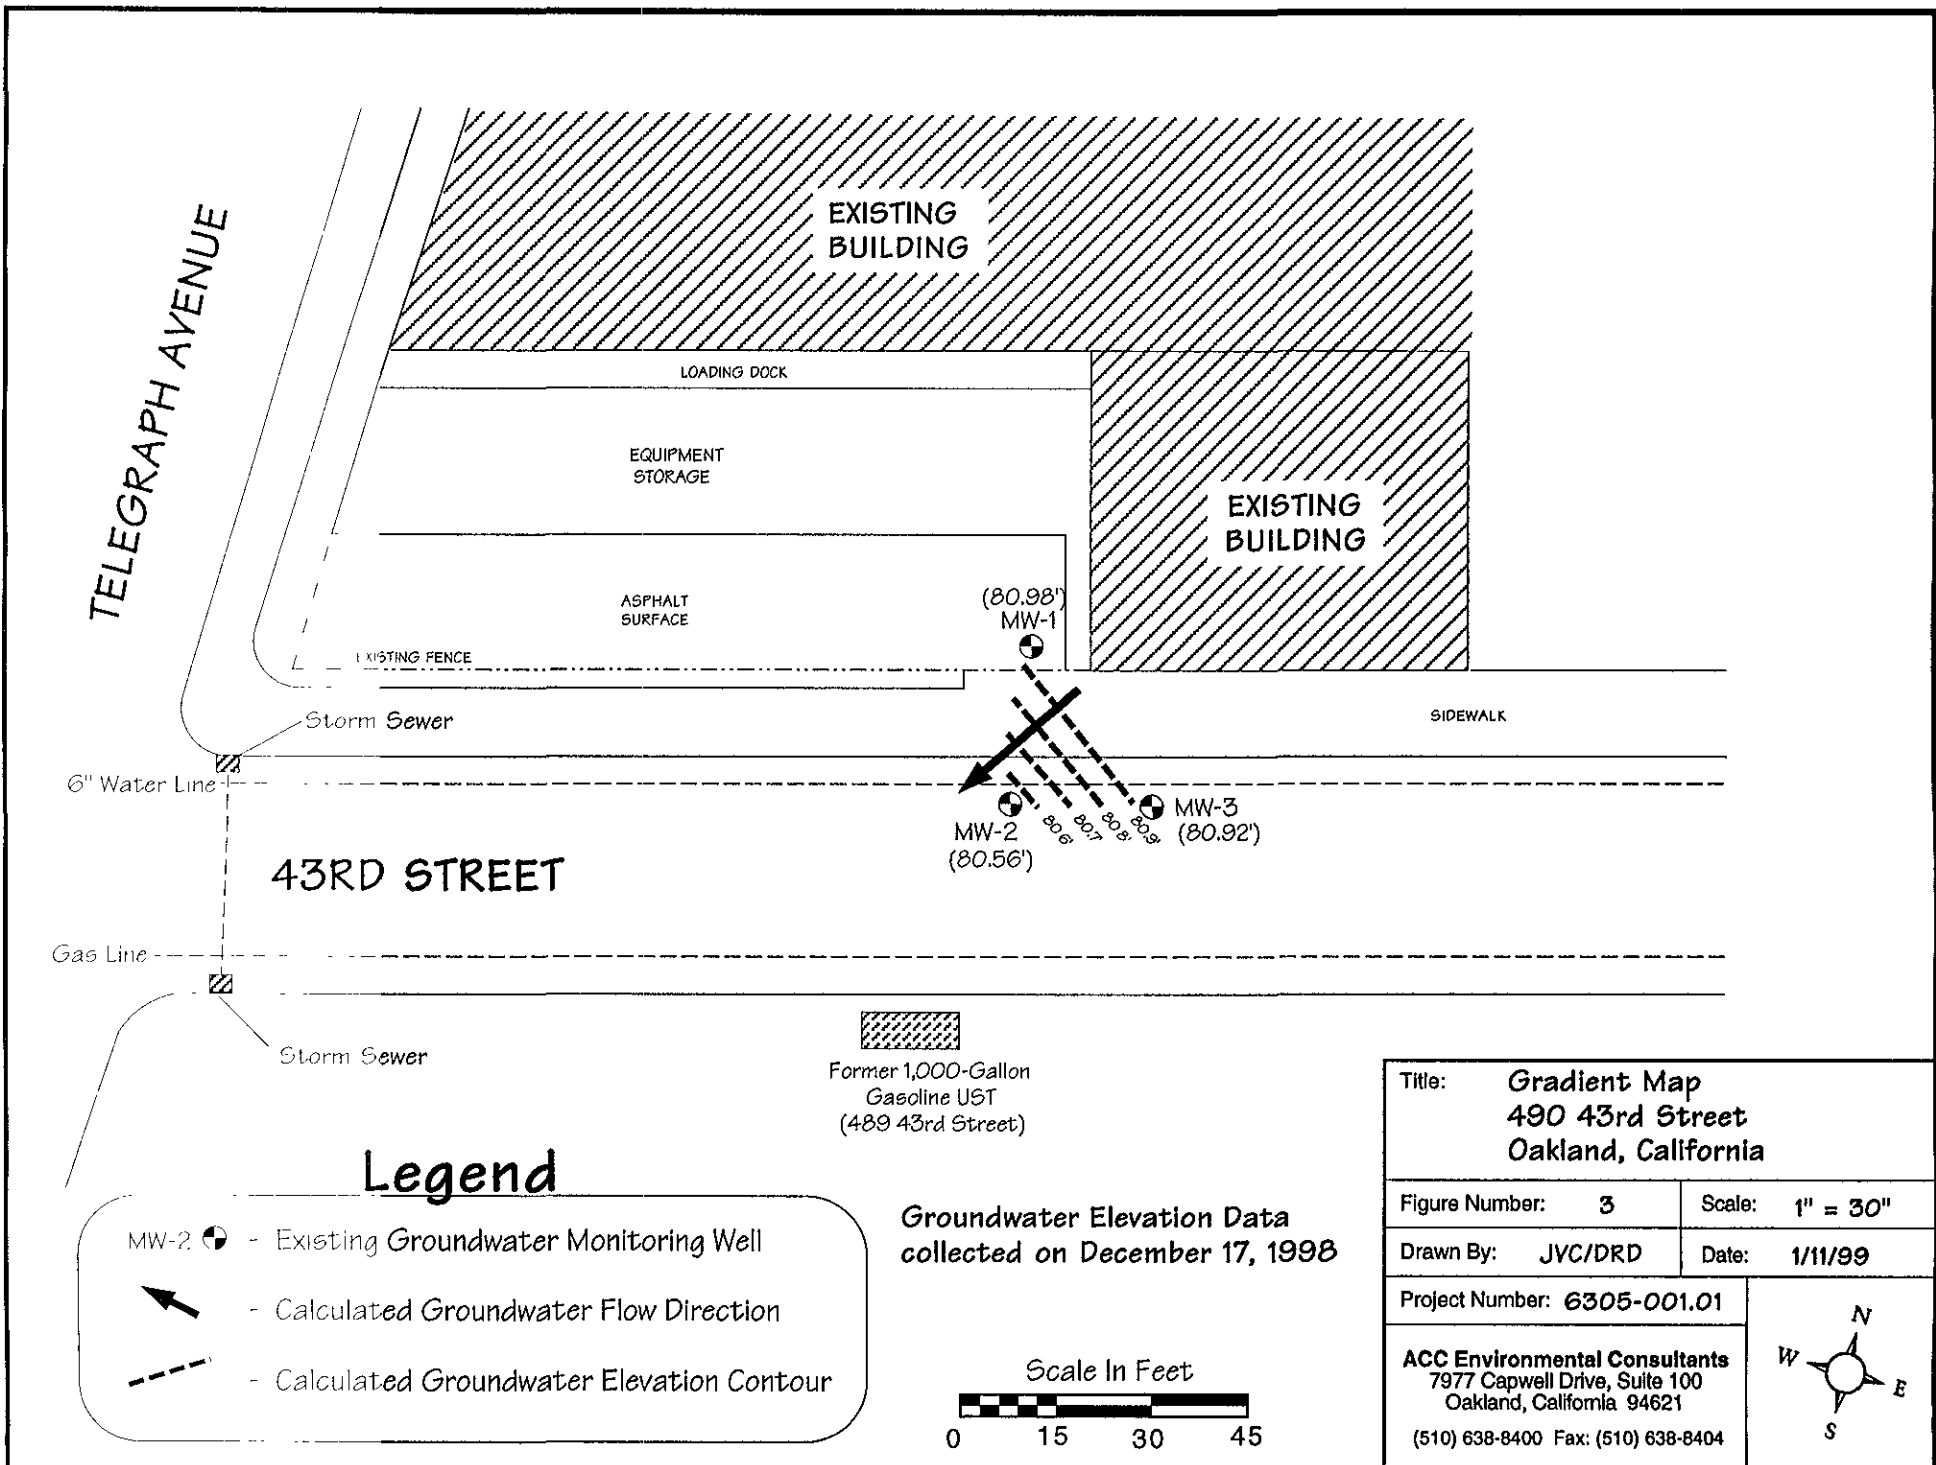 TELEGRAPH AVENUE
EXISTING
BUILDING
LOADING DOCK
EQUIPMENT
STORAGE
EXISTING
BUILDING
ASPHALT
SURFACE
(80.98')
MW-1
EXISTING FENCE
Storm Sewer
SIDEWALK
6" Water Line
MW-2
(80.56')
80.6'
80.7'
80.8'
80.9'
MW-3
(80.92')
43RD STREET
Gas Line
Storm Sewer
Former 1,000-Gallon
Gasoline UST
(489 43rd Street)
Legend
MW-2 - Existing Groundwater Monitoring Well
- Calculated Groundwater Flow Direction
- Calculated Groundwater Elevation Contour
Groundwater Elevation Data
collected on December 17, 1998
Scale In Feet
0 15 30 45
Title: Gradient Map
490 43rd Street
Oakland, California
Figure Number: 3
Scale: 1" = 30"
Drawn By: JVC/DRD
Date: 1/11/99
Project Number: 6305-001.01
ACC Environmental Consultants
7977 Capwell Drive, Suite 100
Oakland, California 94621
(510) 638-8400 Fax: (510) 638-8404
N
W
E
S